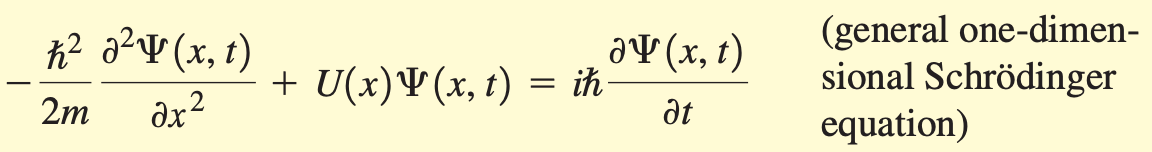 −ℏ²/2m ∂²Ψ(x, t)/∂x² + U(x)Ψ(x, t) = iℏ ∂Ψ(x, t)/∂t
(general one-dimen-
sional Schrödinger
equation)